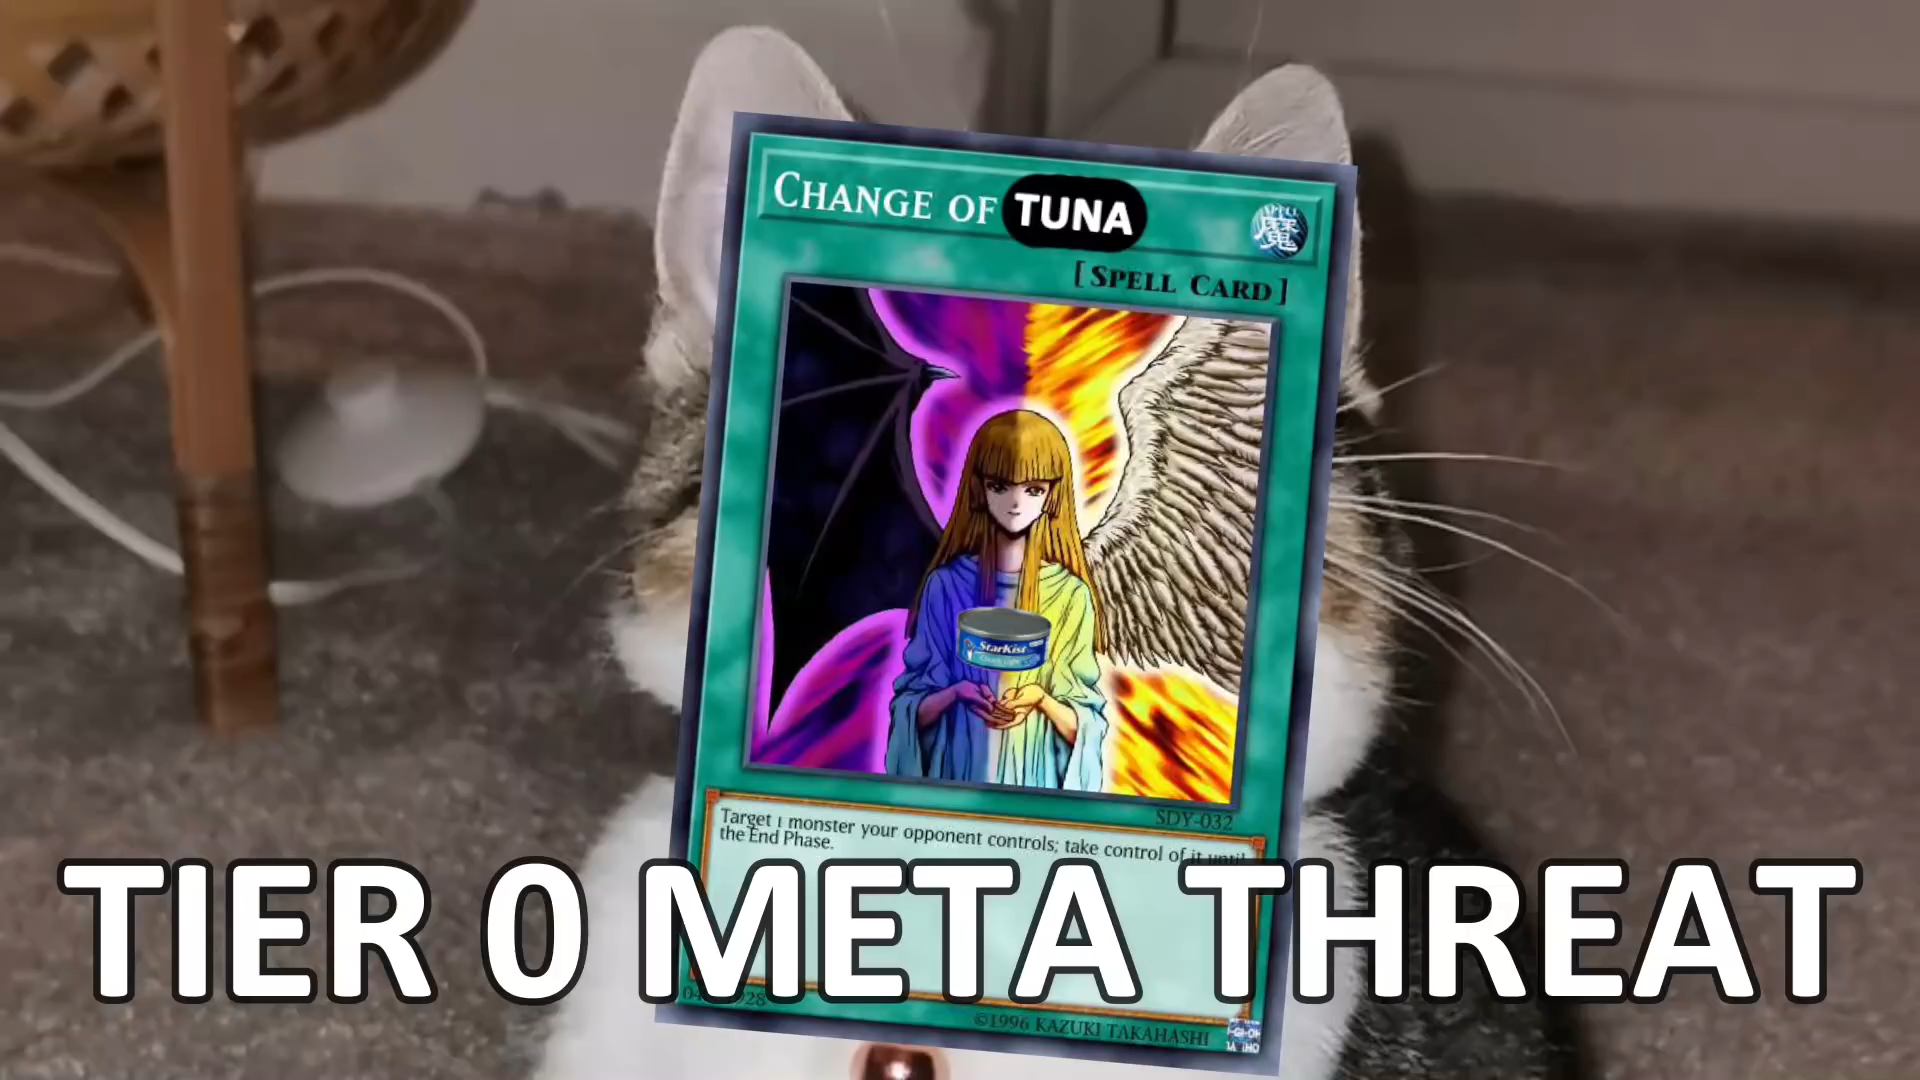 CHANGE OF TUNA
SPELL
魔
[SPELL CARD]
StarKist
SDY-032
Target 1 monster your opponent controls; take control of it until
the End Phase.
TIER 0 META THREAT
©1996 KAZUKI TAKAHASHI